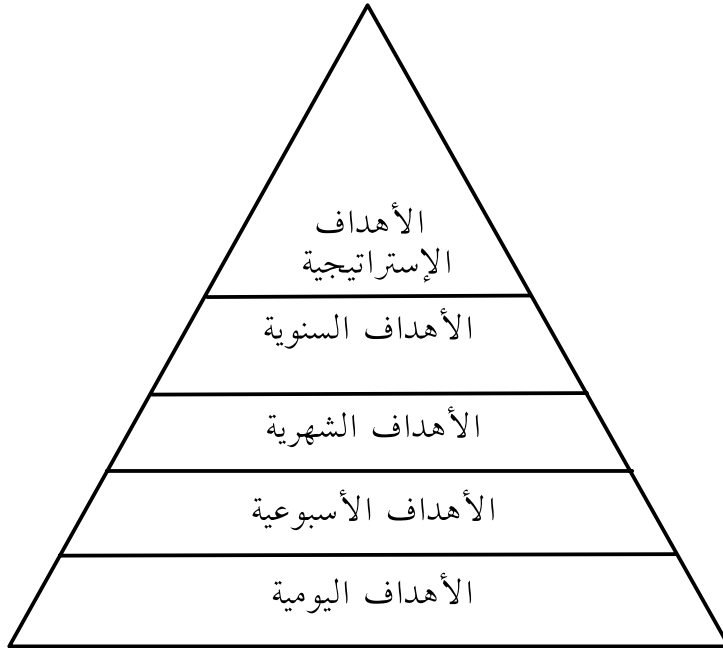 الأهداف
الإستراتيجية
الأهداف السنوية
الأهداف الشهرية
الأهداف الأسبوعية
الأهداف اليومية